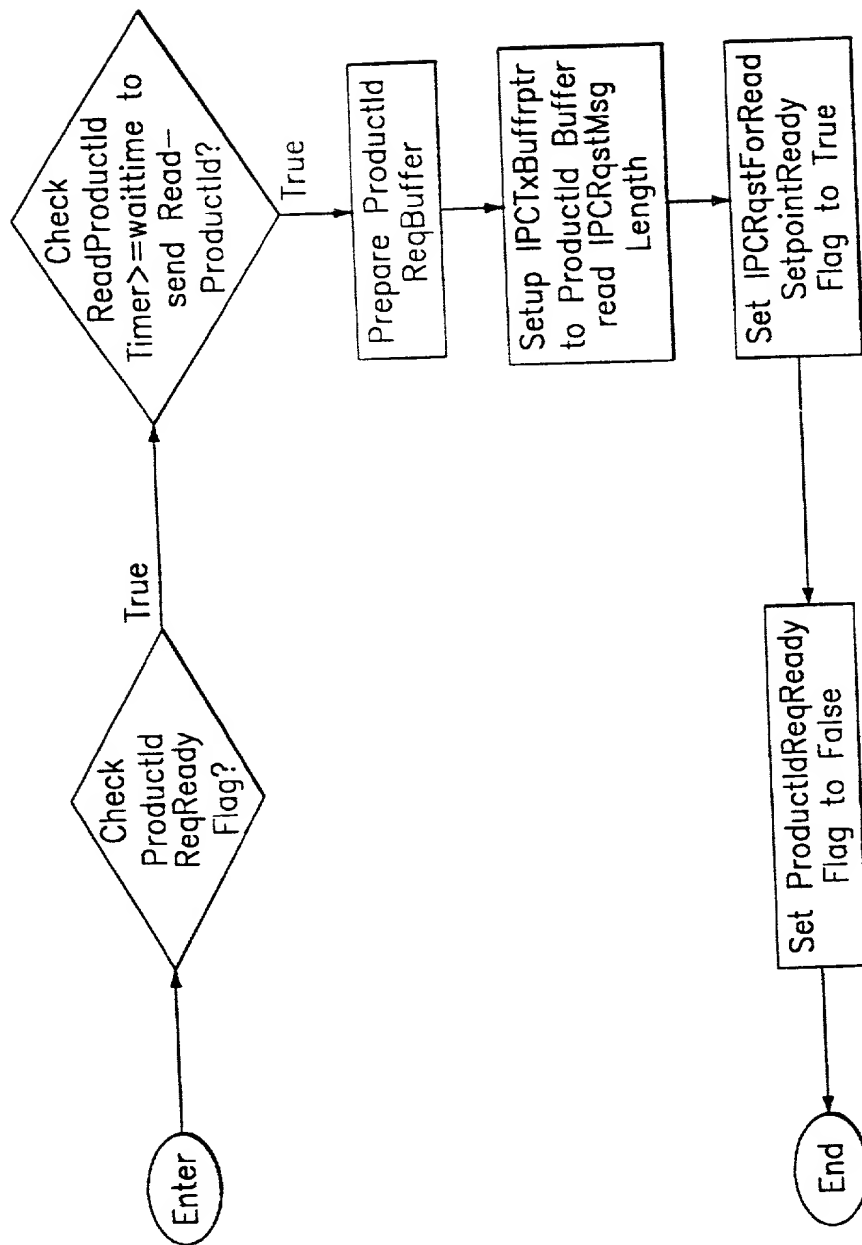 Enter
Check
ProductId
ReqReady
Flag?
True
Check
ReadProductId
Timer>=waittime to
send Read-
ProductId?
True
Prepare ProductId
ReqBuffer
Setup IPCTxBuffrptr
to ProductId Buffer
read IPCRqstMsg
Length
Set IPCRqstForRead
SetpointReady
Flag to True
Set ProductIdReqReady
Flag to False
End